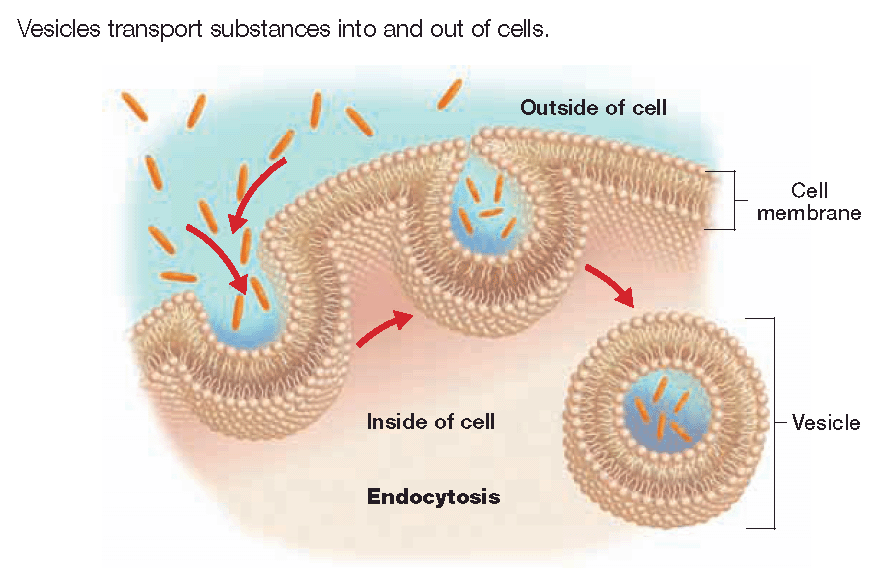 Vesicles transport substances into and out of cells.
Outside of cell
Cell
membrane
Inside of cell
Vesicle
Endocytosis